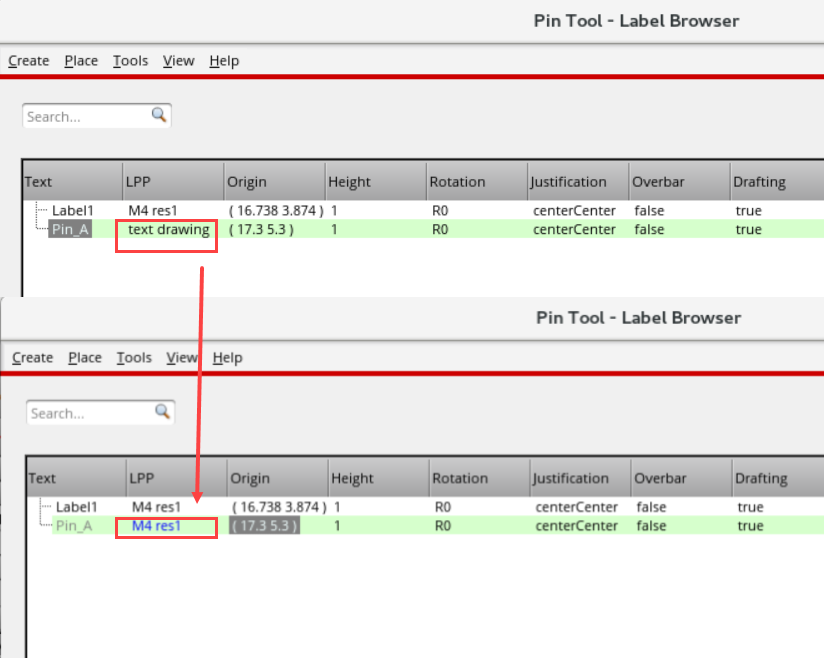 Pin Tool - Label Browser
Create Place Tools View Help
Search...
Text LPP Origin Height Rotation Justification Overbar Drafting
Label1 M4 res1 ( 16.738 3.874 ) 1 R0 centerCenter false true
Pin_A text drawing ( 17.3 5.3 ) 1 R0 centerCenter false true
Pin Tool - Label Browser
Create Place Tools View Help
Search...
Text LPP Origin Height Rotation Justification Overbar Drafting
Label1 M4 res1 ( 16.738 3.874 ) 1 R0 centerCenter false true
Pin_A M4 res1 ( 17.3 5.3 ) 1 R0 centerCenter false true